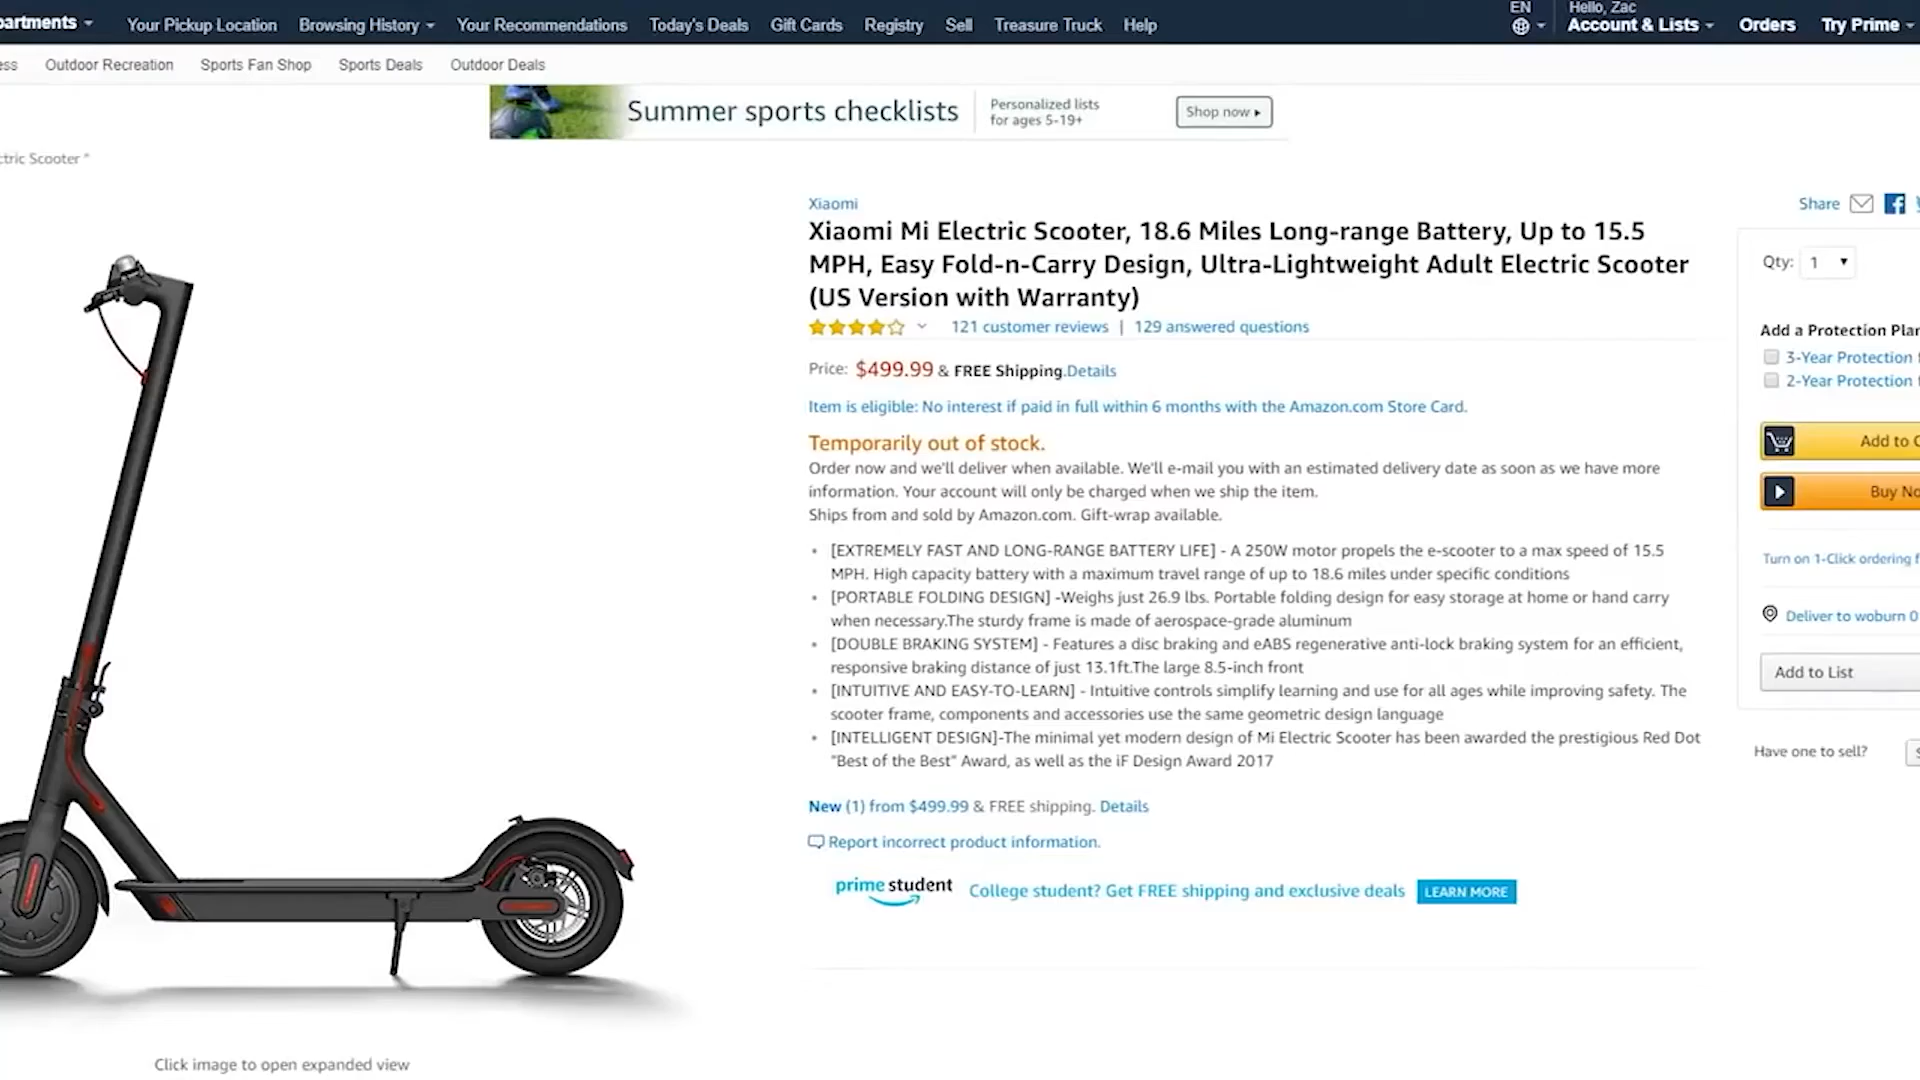 partments
Your Pickup Location Browsing History Your Recommendations Today's Deals Gift Cards Registry Sell Treasure Truck Help
EN
Hello, Zac
Account & Lists
Orders
Try Prime
ess Outdoor Recreation Sports Fan Shop Sports Deals Outdoor Deals
Summer sports checklists
Personalized lists
for ages 5-19+
Shop now
ctric Scooter "
Xiaomi
Xiaomi Mi Electric Scooter, 18.6 Miles Long-range Battery, Up to 15.5
MPH, Easy Fold-n-Carry Design, Ultra-Lightweight Adult Electric Scooter
(US Version with Warranty)
121 customer reviews | 129 answered questions
Price: $499.99 & FREE Shipping.Details
Item is eligible: No interest if paid in full within 6 months with the Amazon.com Store Card.
Temporarily out of stock.
Order now and we'll deliver when available. We'll e-mail you with an estimated delivery date as soon as we have more
information. Your account will only be charged when we ship the item.
Ships from and sold by Amazon.com. Gift-wrap available.
• [EXTREMELY FAST AND LONG-RANGE BATTERY LIFE] - A 250W motor propels the e-scooter to a max speed of 15.5
MPH. High capacity battery with a maximum travel range of up to 18.6 miles under specific conditions
• [PORTABLE FOLDING DESIGN] -Weighs just 26.9 lbs. Portable folding design for easy storage at home or hand carry
when necessary.The sturdy frame is made of aerospace-grade aluminum
• [DOUBLE BRAKING SYSTEM] - Features a disc braking and eABS regenerative anti-lock braking system for an efficient,
responsive braking distance of just 13.1ft.The large 8.5-inch front
• [INTUITIVE AND EASY-TO-LEARN] - Intuitive controls simplify learning and use for all ages while improving safety. The
scooter frame, components and accessories use the same geometric design language
• [INTELLIGENT DESIGN]-The minimal yet modern design of Mi Electric Scooter has been awarded the prestigious Red Dot
"Best of the Best" Award, as well as the iF Design Award 2017
New (1) from $499.99 & FREE shipping. Details
Report incorrect product information.
prime student
College student? Get FREE shipping and exclusive deals
LEARN MORE
Click image to open expanded view
Share
Qty: 1
Add a Protection Plan
3-Year Protection f
2-Year Protection f
Add to C
Buy No
Turn on 1-Click ordering f
Deliver to woburn 0
Add to List
Have one to sell?
S